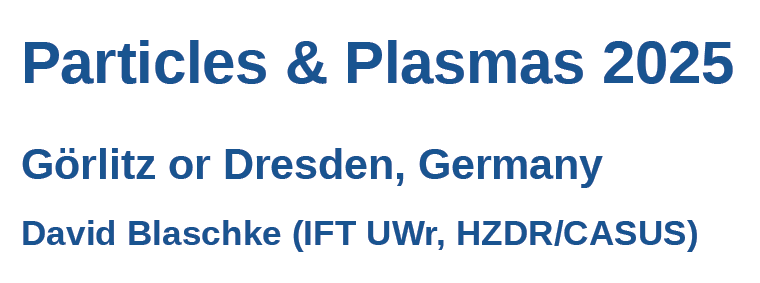 Particles & Plasmas 2025
Görlitz or Dresden, Germany
David Blaschke (IFT UWr, HZDR/CASUS)